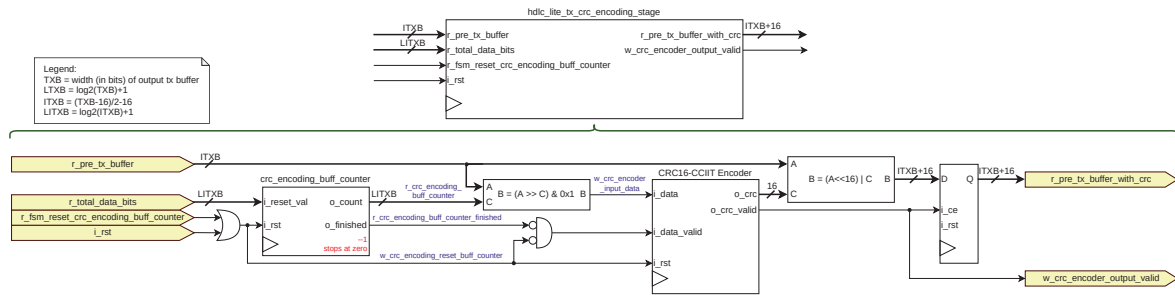 hdlc_lite_tx_crc_encoding_stage
ITXB
r_pre_tx_buffer
LITXB
r_total_data_bits
r_fsm_reset_crc_encoding_buff_counter
i_rst
ITXB+16
r_pre_tx_buffer_with_crc
w_crc_encoder_output_valid
Legend:
TXB = width (in bits) of output tx buffer
LTXB = log2(TXB)+1
ITXB = (TXB-16)/2-16
LITXB = log2(ITXB)+1
r_pre_tx_buffer
ITXB
r_total_data_bits
LITXB
r_fsm_reset_crc_encoding_buff_counter
i_rst
crc_encoding_buff_counter
i_reset_val
o_count
i_rst
o_finished
--1
stops at zero
LITXB
r_crc_encoding_
buff_counter
r_crc_encoding_buff_counter_finished
w_crc_encoding_reset_buff_counter
A
C
B = (A >> C) & 0x1
B
w_crc_encoder
_input_data
CRC16-CCIIT Encoder
i_data
o_crc
o_crc_valid
i_data_valid
i_rst
16
A
C
B = (A<<16) | C
B
ITXB+16
D
Q
i_ce
i_rst
ITXB+16
r_pre_tx_buffer_with_crc
w_crc_encoder_output_valid